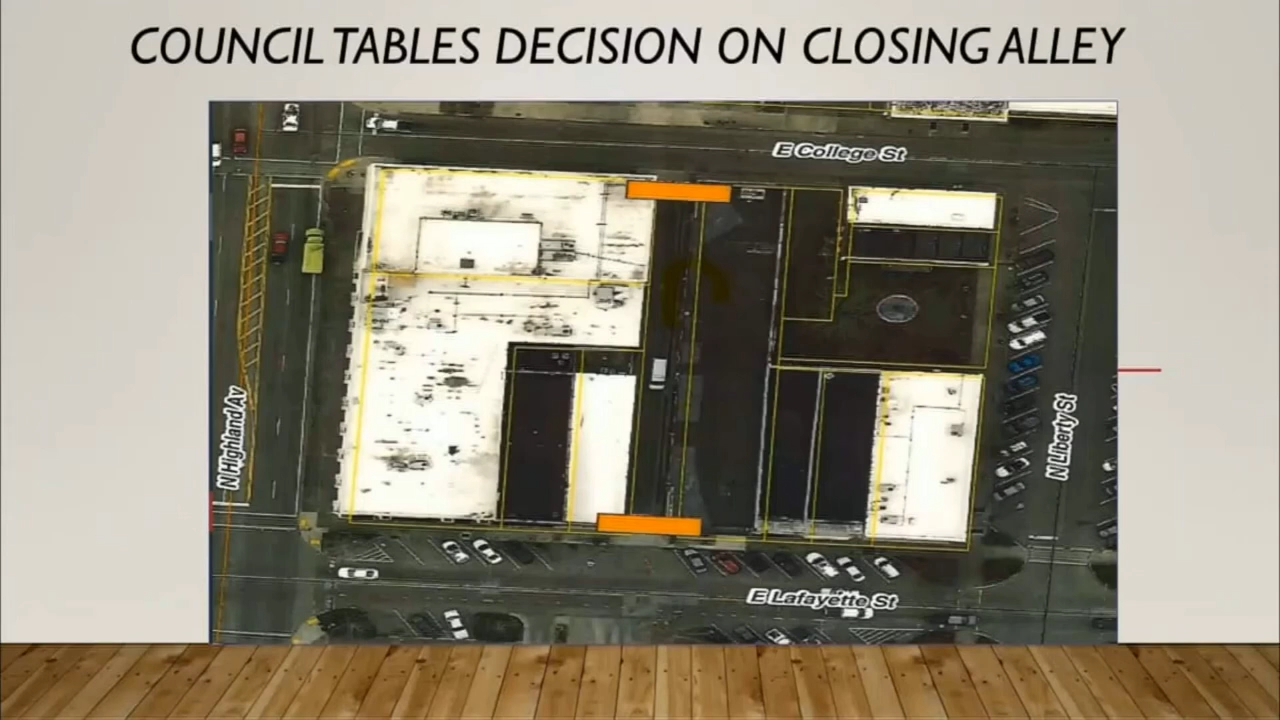 COUNCIL TABLES DECISION ON CLOSING ALLEY
E College St
N Highland Av
N Liberty St
E Lafayette St